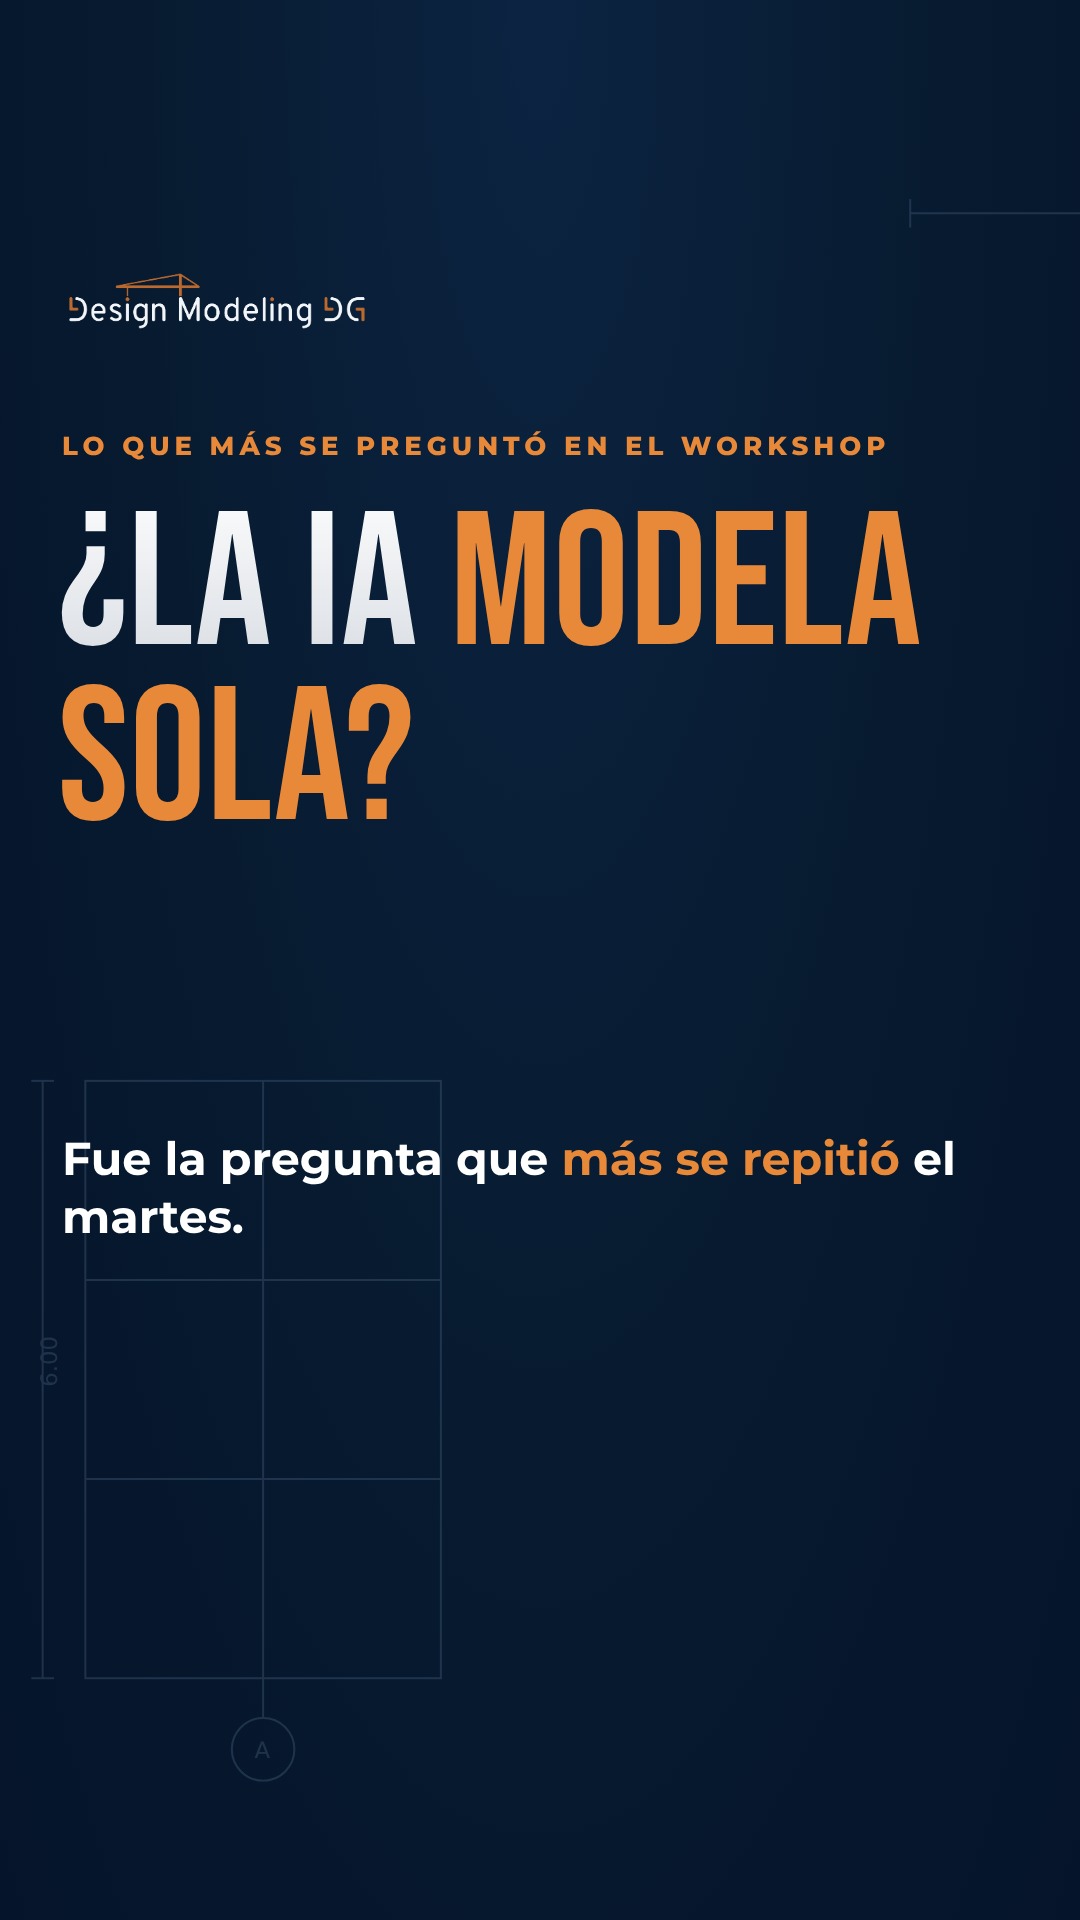 Design Modeling DG
LO QUE MÁS SE PREGUNTÓ EN EL WORKSHOP
¿LA IA MODELA
SOLA?
Fue la pregunta que más se repitió el
martes.
6.00
A